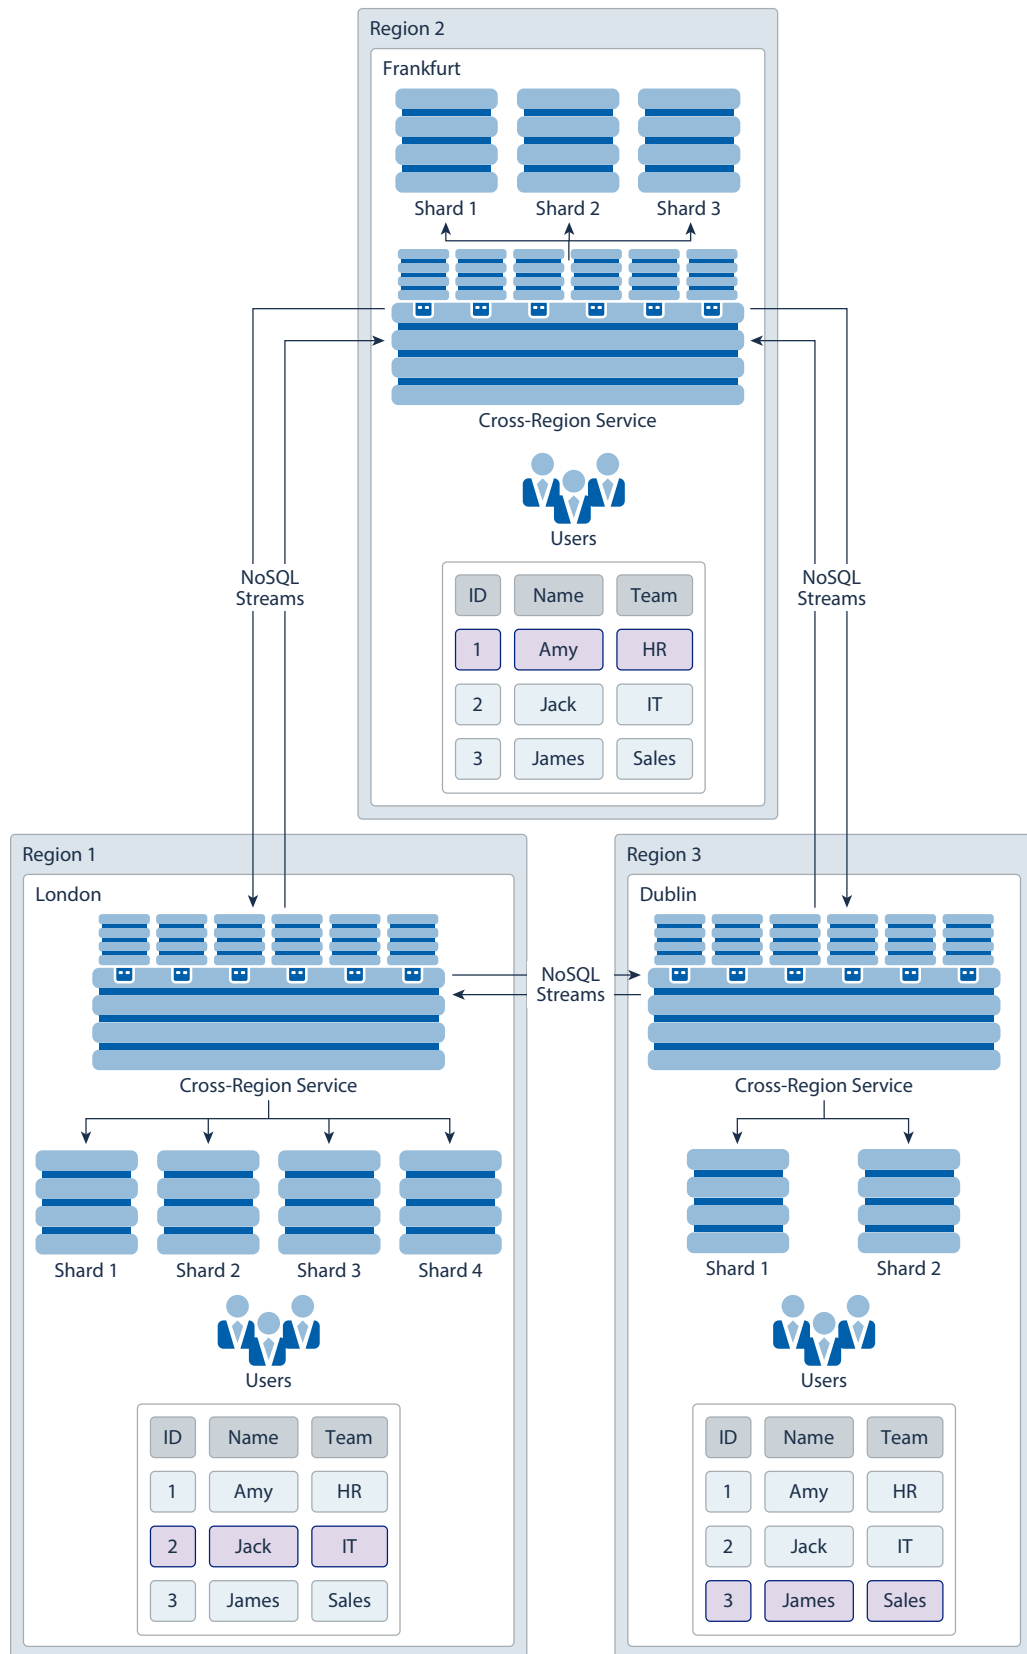 Region 2
Frankfurt
Shard 1 Shard 2 Shard 3
Cross-Region Service
Users
NoSQL
Streams
NoSQL
Streams
ID Name Team
1 Amy HR
2 Jack IT
3 James Sales
Region 1
London
Cross-Region Service
Shard 1 Shard 2 Shard 3 Shard 4
Users
ID Name Team
1 Amy HR
2 Jack IT
3 James Sales
NoSQL
Streams
Region 3
Dublin
Cross-Region Service
Shard 1 Shard 2
Users
ID Name Team
1 Amy HR
2 Jack IT
3 James Sales